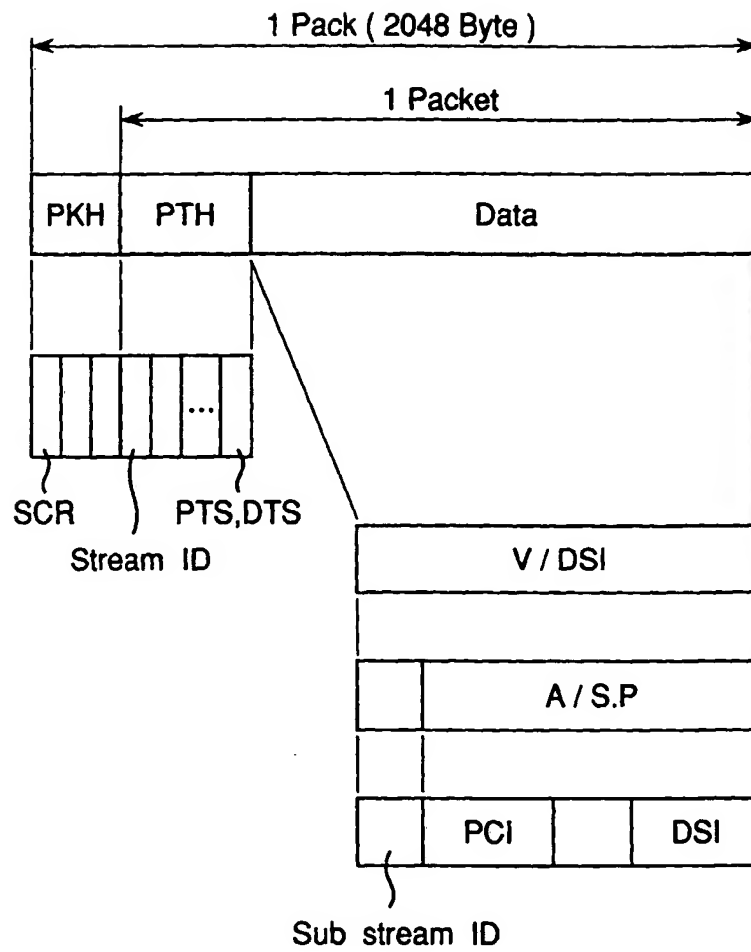 1 Pack ( 2048 Byte )
1 Packet
PKH PTH Data
...
SCR PTS,DTS
Stream ID
V / DSI
A / S.P
PCI DSI
Sub stream ID